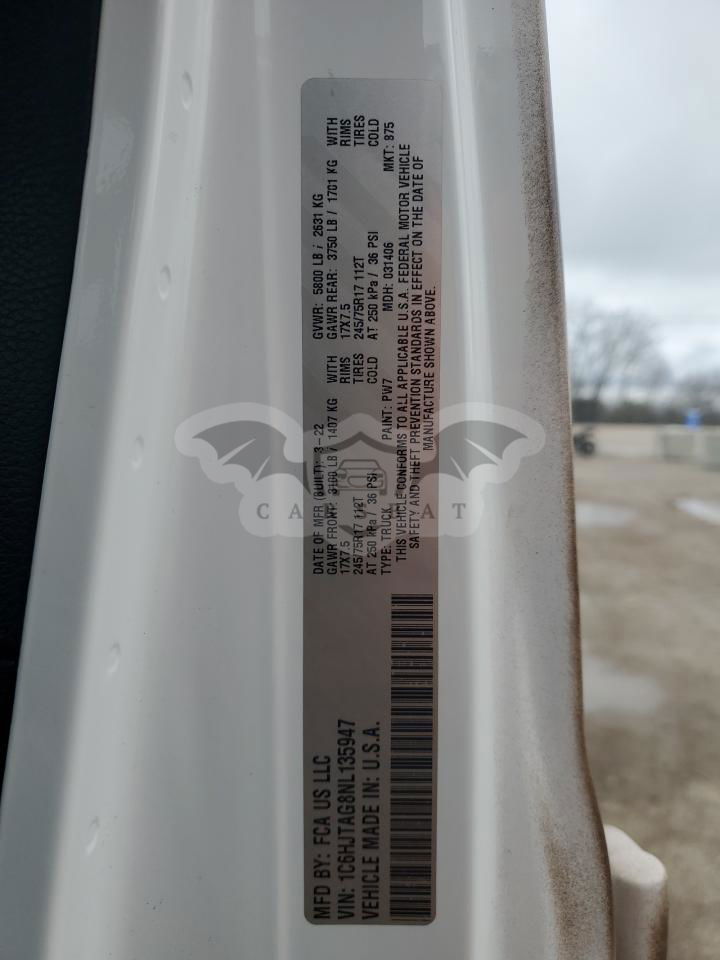 MFD BY: FCA US LLC
VIN: 1C6HJTAG8NL135947
VEHICLE MADE IN: U.S.A.
DATE OF MFR (BUILT): 3-22
GVWR: 5800 LB / 2631 KG
GAWR FRONT: 3100 LB / 1407 KG WITH
GAWR REAR: 3750 LB / 1701 KG WITH
17X7.5 RIMS
17X7.5 RIMS
245/75R17 112T TIRES
245/75R17 112T TIRES
AT 250 kPa / 36 PSI COLD
AT 250 kPa / 36 PSI COLD
TYPE: TRUCK PAINT: PW7 MDH: 031406 MKT: 875
THIS VEHICLE CONFORMS TO ALL APPLICABLE U.S.A. FEDERAL MOTOR VEHICLE
SAFETY AND THEFT PREVENTION STANDARDS IN EFFECT ON THE DATE OF
MANUFACTURE SHOWN ABOVE.